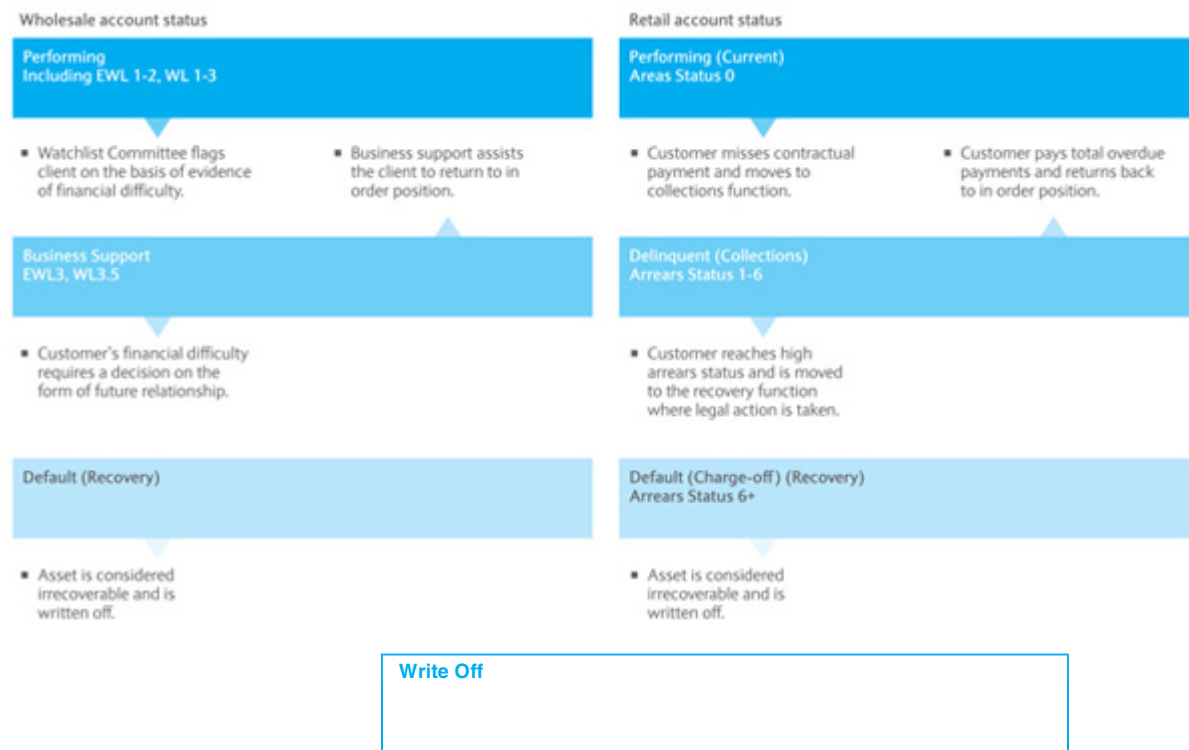 Wholesale account status
Performing
Including EWL 1-2, WL 1-3
▪ Watchlist Committee flags
client on the basis of evidence
of financial difficulty.
▪ Business support assists
the client to return to in
order position.
Business Support
EWL3, WL3.5
▪ Customer's financial difficulty
requires a decision on the
form of future relationship.
Default (Recovery)
▪ Asset is considered
irrecoverable and is
written off.
Retail account status
Performing (Current)
Areas Status 0
▪ Customer misses contractual
payment and moves to
collections function.
▪ Customer pays total overdue
payments and returns back
to in order position.
Delinquent (Collections)
Arrears Status 1-6
▪ Customer reaches high
arrears status and is moved
to the recovery function
where legal action is taken.
Default (Charge-off) (Recovery)
Arrears Status 6+
▪ Asset is considered
irrecoverable and is
written off.
Write Off